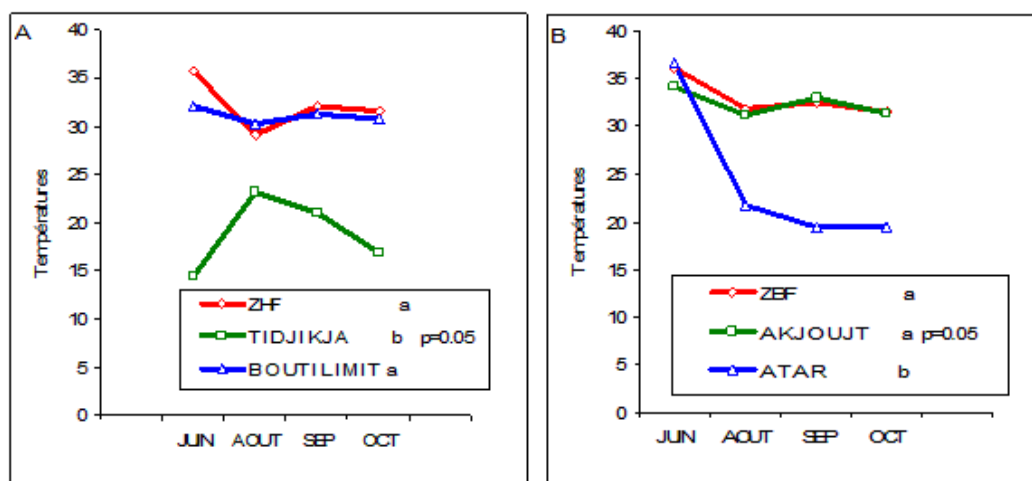 A
40
35
30
25
20
15
10
5
0
Températures
JUIN AOUT SEP OCT
ZHF a
TIDJIKJA b p=0.05
BOUTILIMIT a
B
40
35
30
25
20
15
10
5
0
Températures
JUIN AOUT SEP OCT
ZBF a
AKJOUJT a p=0.05
ATAR b